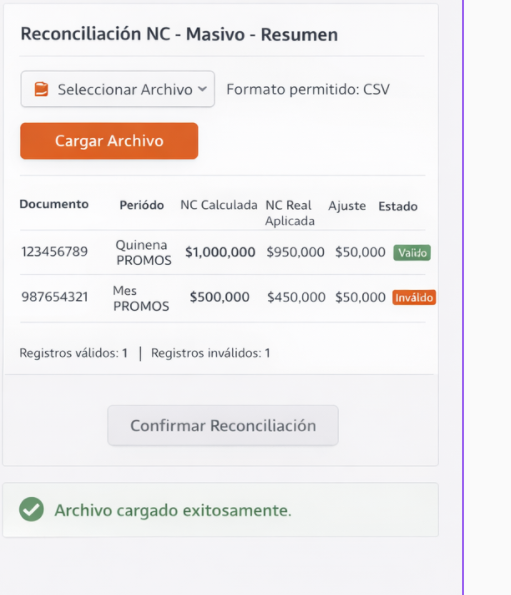 Reconciliación NC - Masivo - Resumen
Seleccionar Archivo Formato permitido: CSV
Cargar Archivo
Documento Periódo NC Calculada NC Real Aplicada Ajuste Estado
123456789 Quinena PROMOS $1,000,000 $950,000 $50,000 Valido
987654321 Mes PROMOS $500,000 $450,000 $50,000 Inváldo
Registros válidos: 1 | Registros inválidos: 1
Confirmar Reconciliación
Archivo cargado exitosamente.